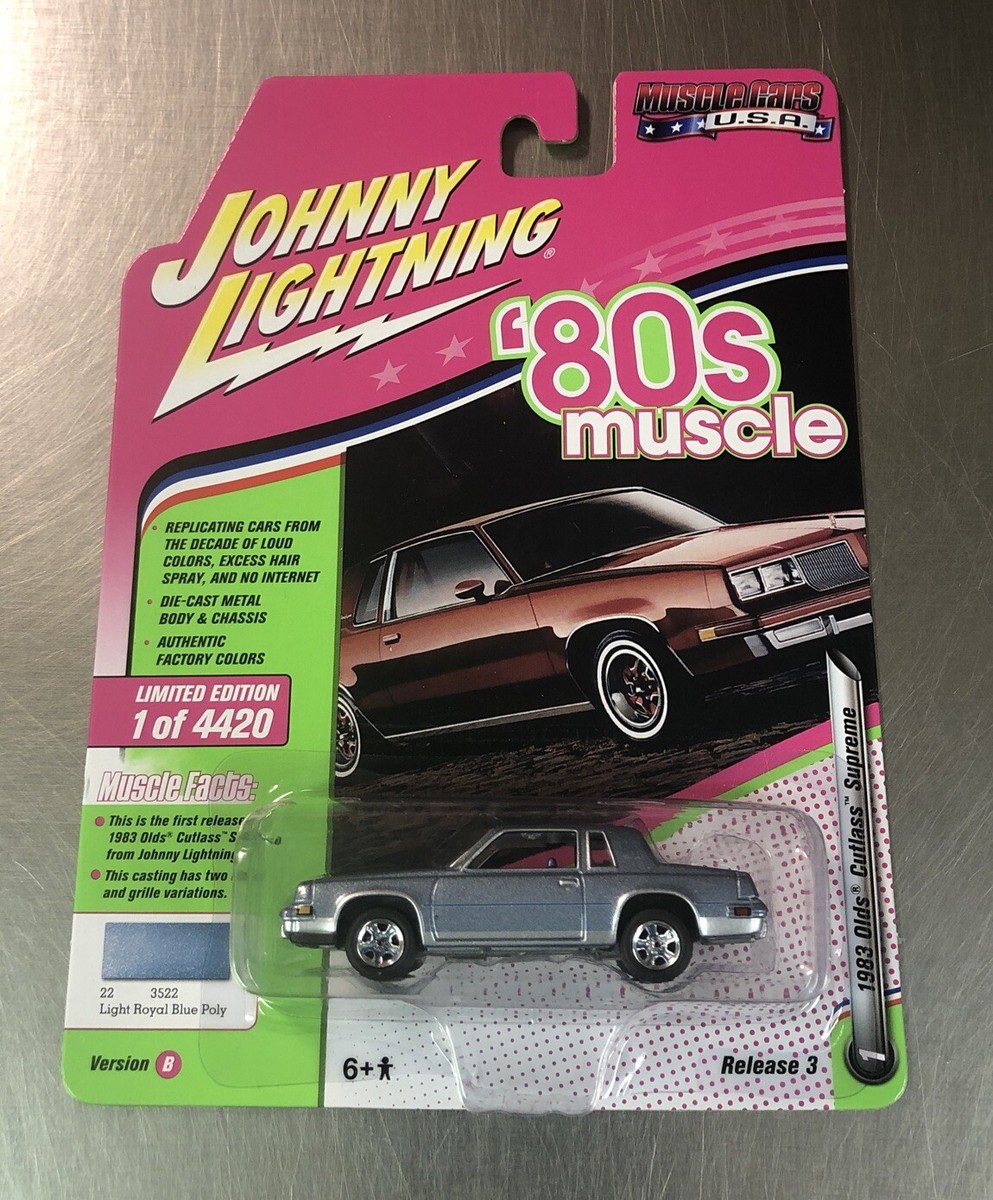 MUSCLE CARS
U.S.A.
JOHNNY
LIGHTNING®
'80s
muscle
• REPLICATING CARS FROM
THE DECADE OF LOUD
COLORS, EXCESS HAIR
SPRAY, AND NO INTERNET
• DIE-CAST METAL
BODY & CHASSIS
• AUTHENTIC
FACTORY COLORS
LIMITED EDITION
1 of 4420
Muscle Facts:
• This is the first release
1983 Olds® Cutlass™ S
from Johnny Lightning
• This casting has two
and grille variations.
22 3522
Light Royal Blue Poly
Version B
6+
Release 3
1983 Olds® Cutlass™ Supreme
1